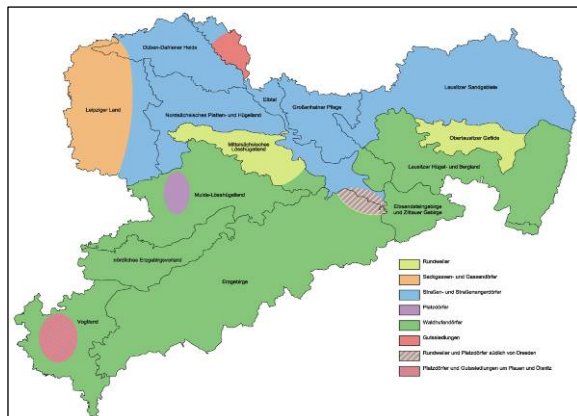 Düben-Dahlener Heide
Leipziger Land
Elbtal
Großenhainer Pflege
Lausitzer Sandgebiete
Nordsächsisches Platten- und Hügelland
Mittelsächsisches
Lösshügelland
Oberlausitzer Gefilde
Lausitzer Hügel- und Bergland
Mulde-Lösshügelland
Elbsandsteingebirge
und Zittauer Gebirge
nördliches Erzgebirgsvorland
Erzgebirge
Vogtland
Rundweiler
Sackgassen- und Gassendörfer
Straßen- und Straßenangerdörfer
Platzdörfer
Waldhufendörfer
Gutssiedlungen
Rundweiler und Platzdörfer südlich von Dresden
Platzdörfer und Gutssiedlungen um Plauen und Ölsnitz